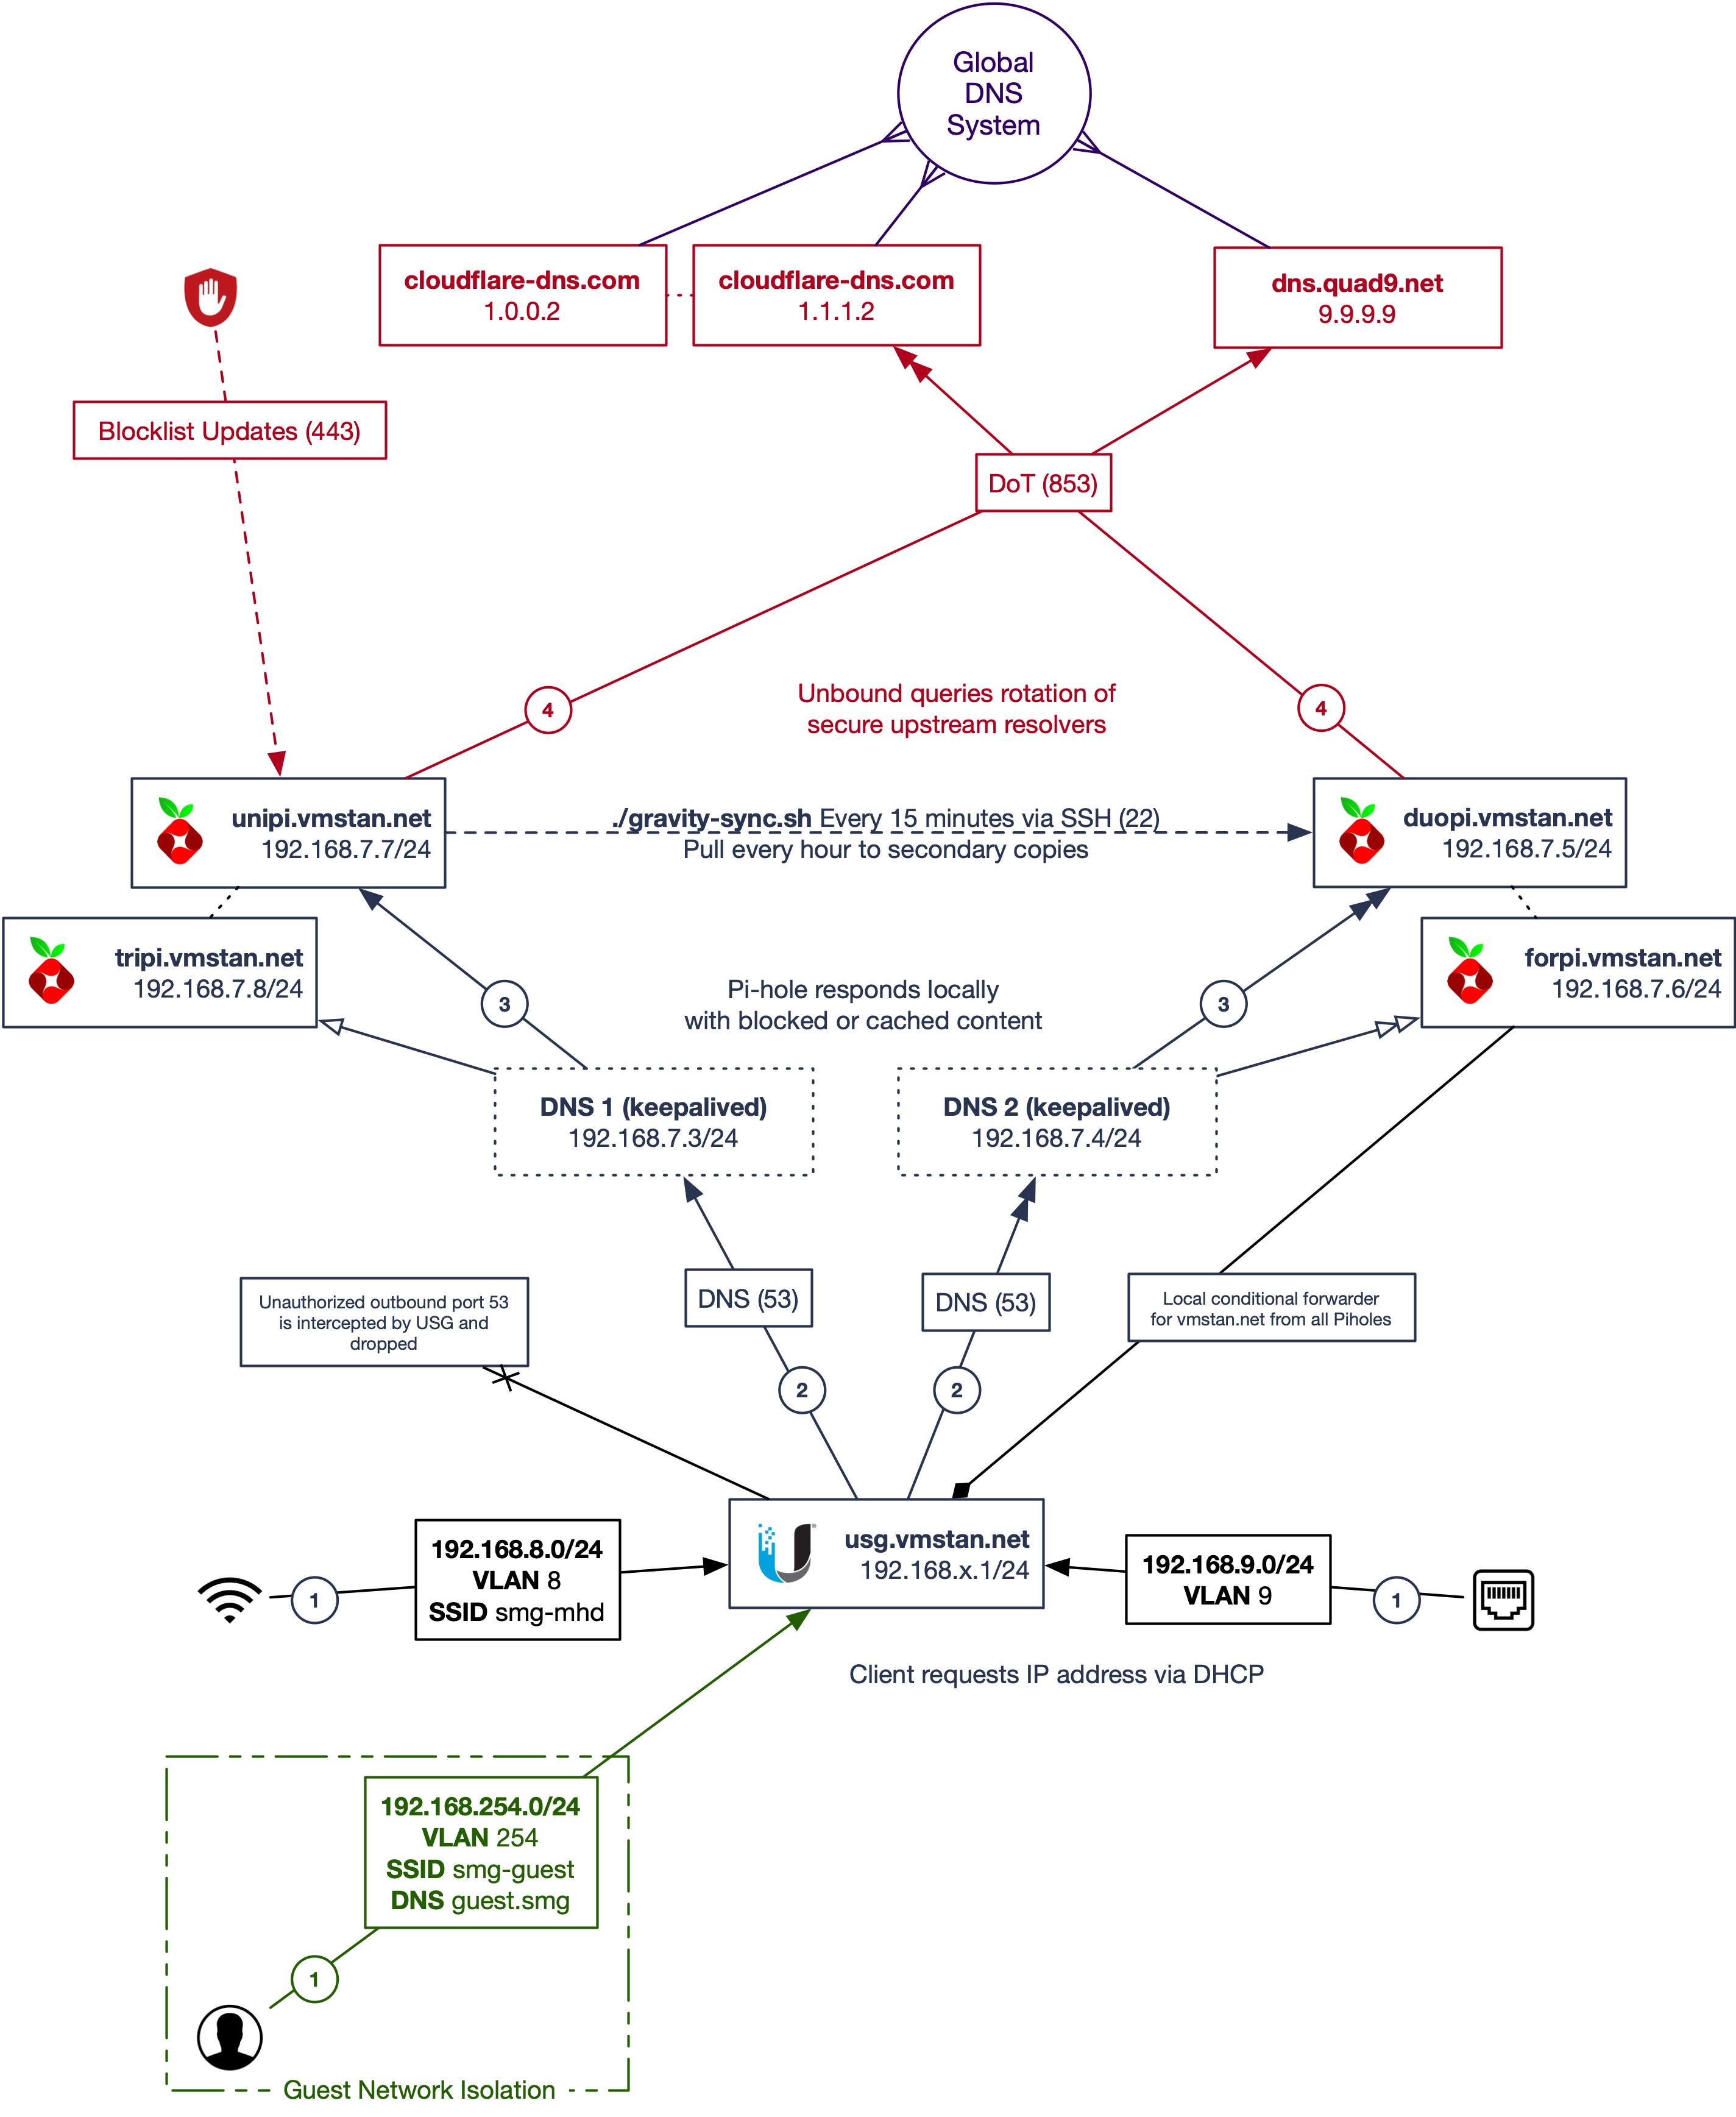 Global
DNS
System
cloudflare-dns.com
1.0.0.2
cloudflare-dns.com
1.1.1.2
dns.quad9.net
9.9.9.9
Blocklist Updates (443)
DoT (853)
4
Unbound queries rotation of
secure upstream resolvers
4
unipi.vmstan.net
192.168.7.7/24
./gravity-sync.sh Every 15 minutes via SSH (22)
Pull every hour to secondary copies
duopi.vmstan.net
192.168.7.5/24
tripi.vmstan.net
192.168.7.8/24
3
Pi-hole responds locally
with blocked or cached content
3
forpi.vmstan.net
192.168.7.6/24
DNS 1 (keepalived)
192.168.7.3/24
DNS 2 (keepalived)
192.168.7.4/24
Unauthorized outbound port 53
is intercepted by USG and
dropped
DNS (53)
DNS (53)
Local conditional forwarder
for vmstan.net from all Piholes
2
2
usg.vmstan.net
192.168.x.1/24
1
192.168.8.0/24
VLAN 8
SSID smg-mhd
192.168.9.0/24
VLAN 9
1
Client requests IP address via DHCP
192.168.254.0/24
VLAN 254
SSID smg-guest
DNS guest.smg
1
Guest Network Isolation